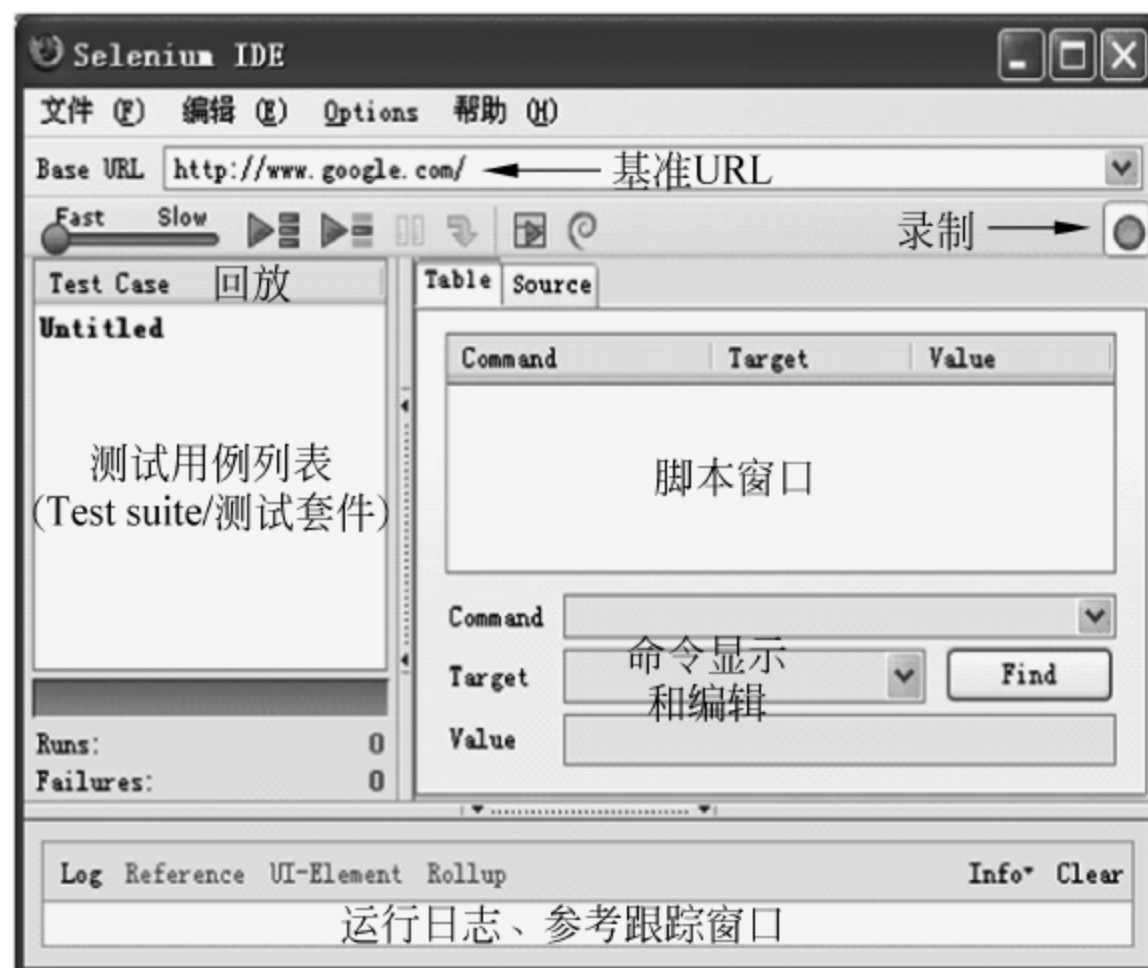 Selenium IDE
文件 (F) 编辑 (E) Options 帮助 (H)
Base URL http://www.google.com/ 基准URL
Fast Slow 录制
Test Case 回放
Untitled
测试用例列表
(Test suite/测试套件)
Runs: 0
Failures: 0
Table Source
Command Target Value
脚本窗口
Command
Target Find
命令显示
和编辑
Value
Log Reference UI-Element Rollup Info Clear
运行日志、参考跟踪窗口